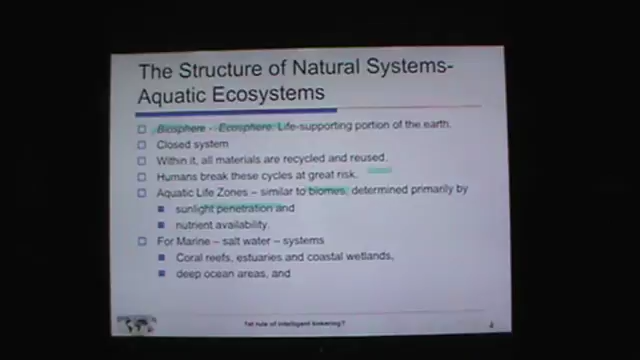 The Structure of Natural Systems-
Aquatic Ecosystems
Biosphere - Ecosphere: Life-supporting portion of the earth.
Closed system
Within it, all materials are recycled and reused.
Humans break these cycles at great risk.
Aquatic Life Zones – similar to biomes, determined primarily by
sunlight penetration and
nutrient availability.
For Marine – salt water – systems
Coral reefs, estuaries and coastal wetlands,
deep ocean areas, and
1st rule of intelligent tinkering?
4